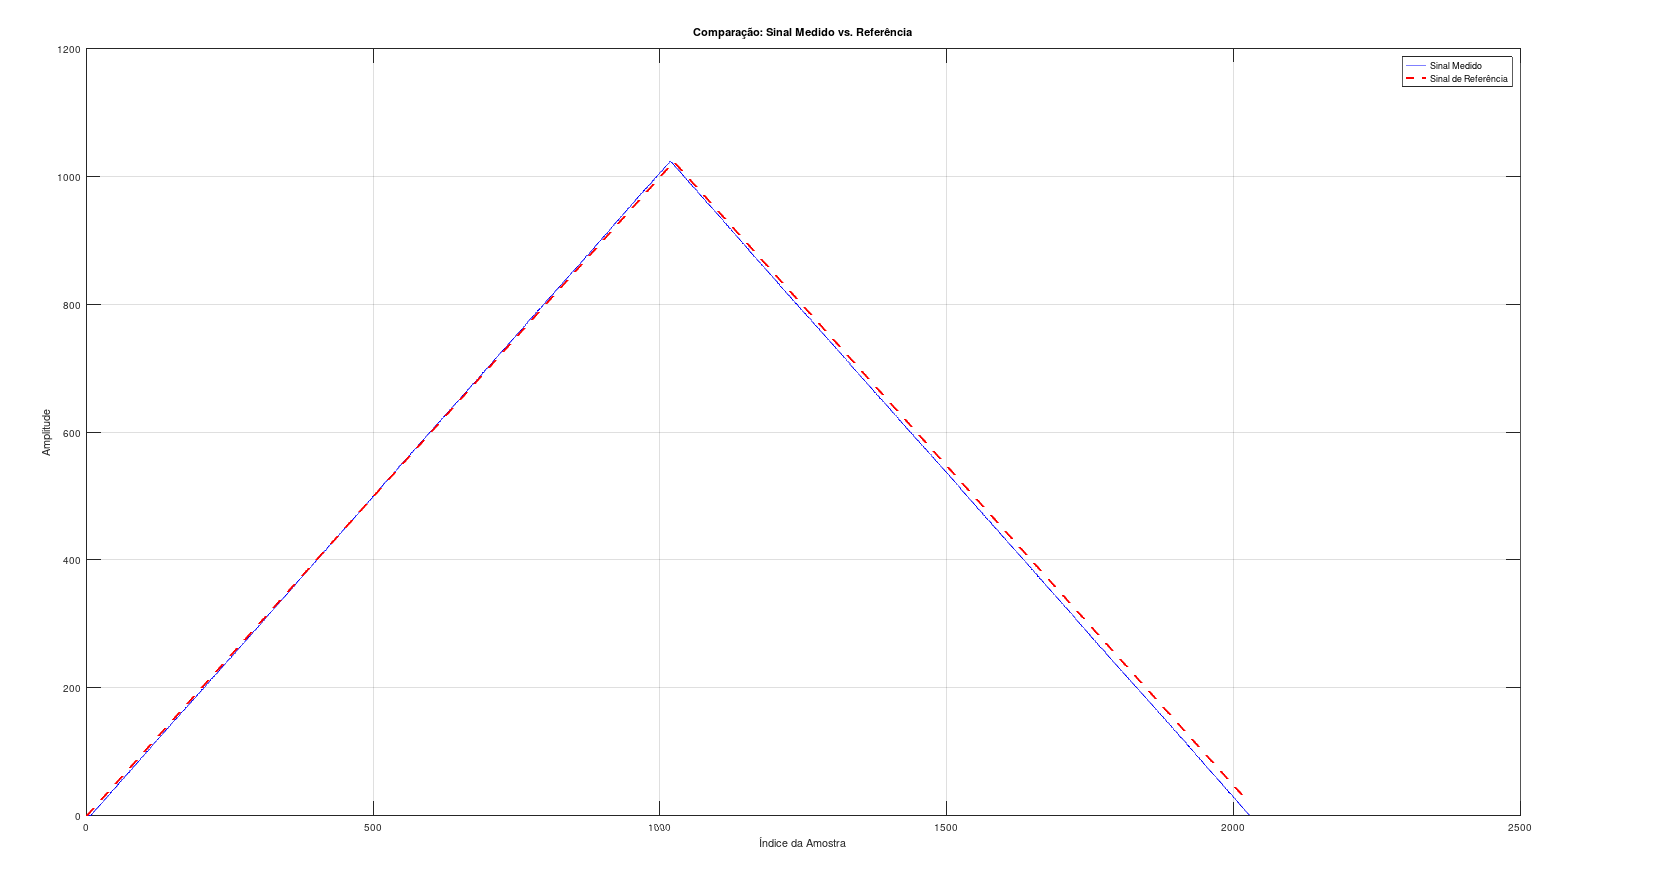 Comparação: Sinal Medido vs. Referência
1200
1000
800
600
400
200
0
Amplitude
Sinal Medido
Sinal de Referência
0 500 1000 1500 2000 2500
Índice da Amostra